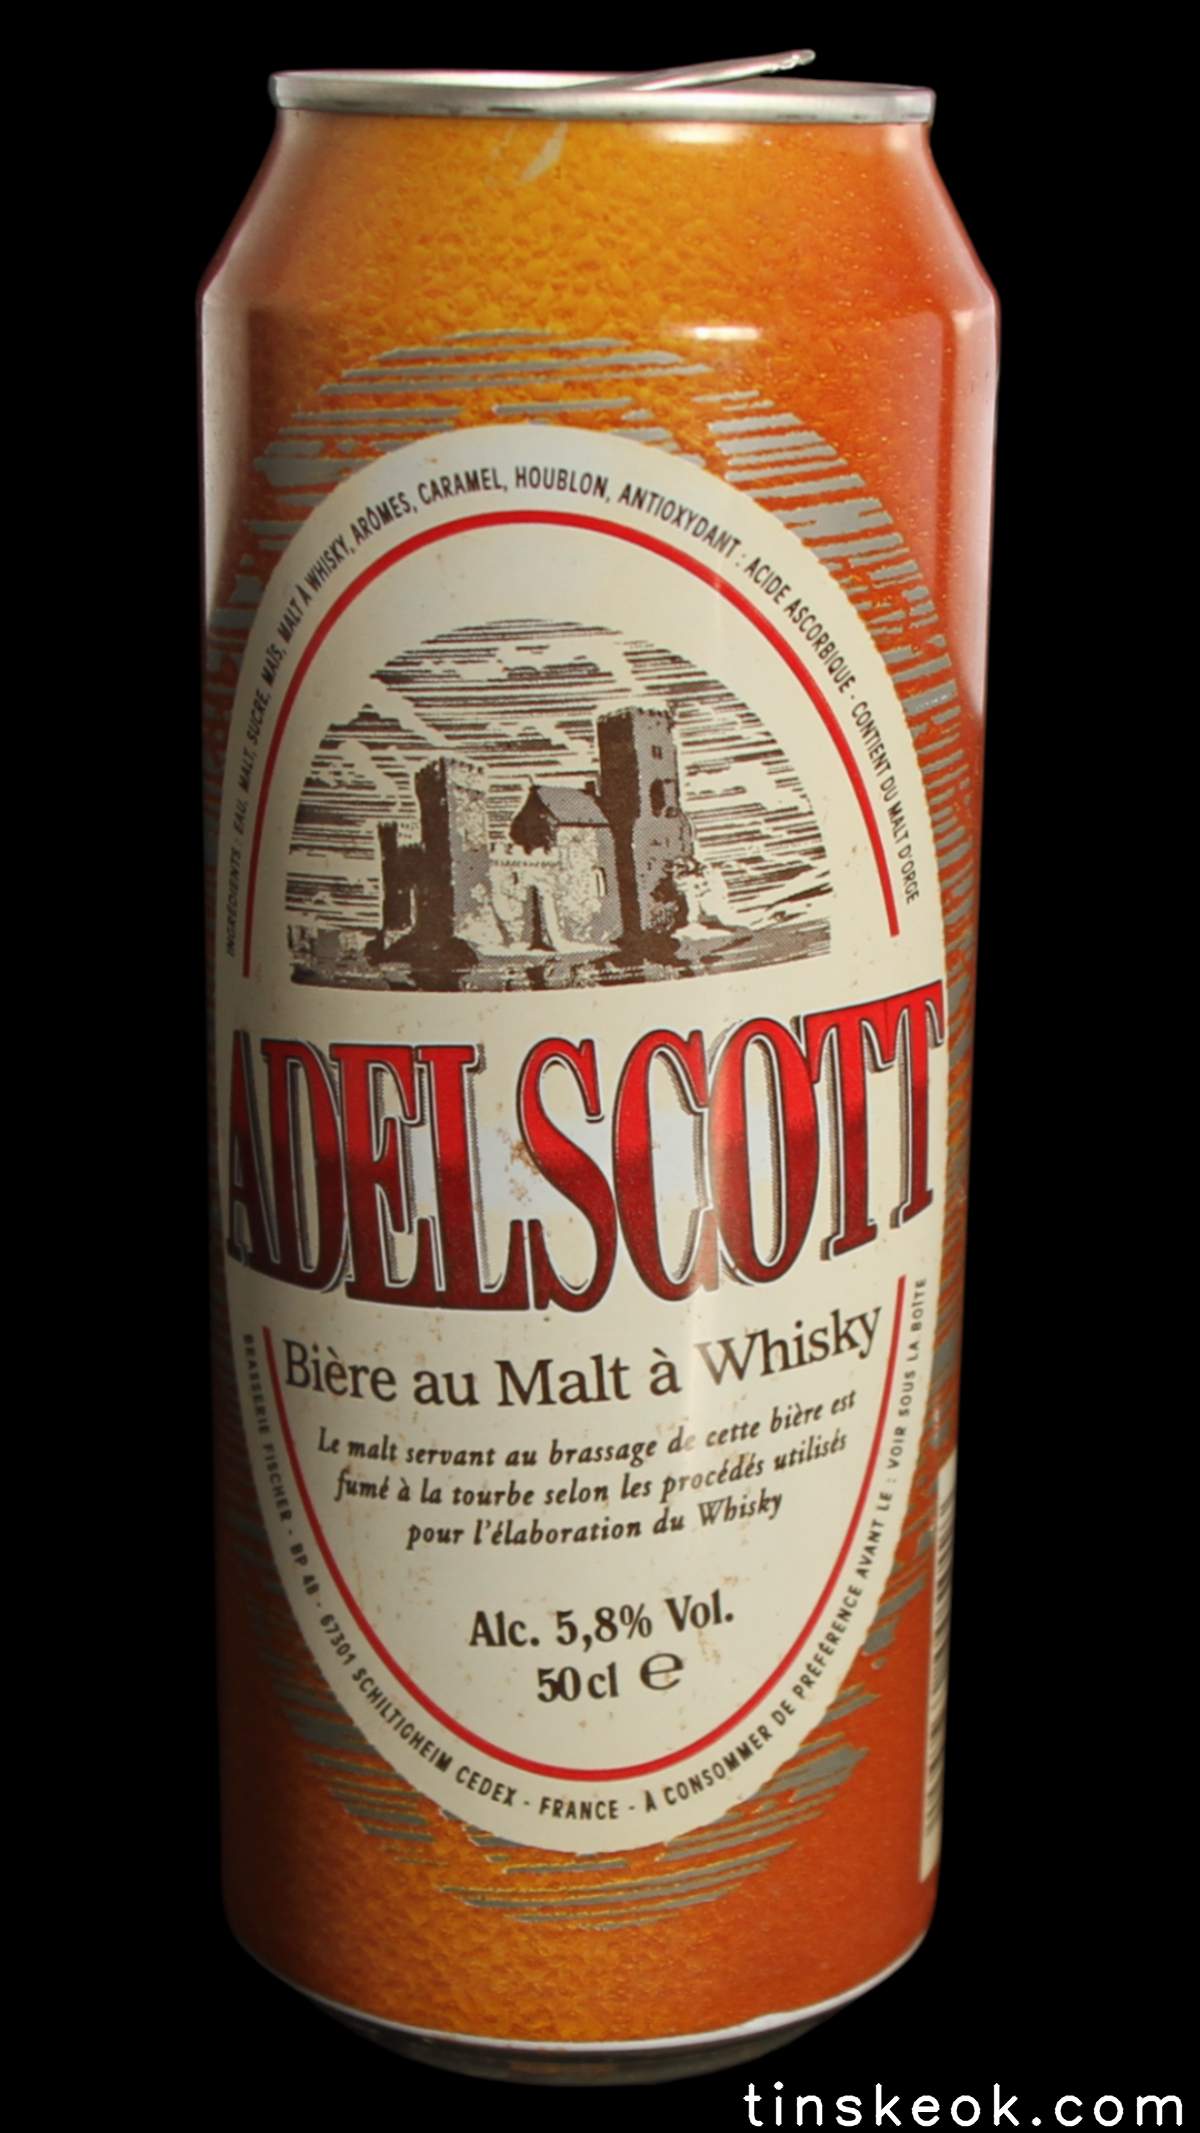 INGRÉDIENTS : EAU, MALT, SUCRE, MAÏS, MALT À WHISKY, ARÔMES, CARAMEL, HOUBLON, ANTIOXYDANT : ACIDE ASCORBIQUE - CONTIENT DU MALT D'ORGE
ADELSCOTT
Bière au Malt à Whisky
Le malt servant au brassage de cette bière est
fumé à la tourbe selon les procédés utilisés
pour l'élaboration du Whisky
Alc. 5,8% Vol.
50 cl ℮
BRASSERIE FISCHER - BP 48 - 67301 SCHILTIGHEIM CEDEX - FRANCE - À CONSOMMER DE PRÉFÉRENCE AVANT LE : VOIR SOUS LA BOÎTE
tinskeok.com